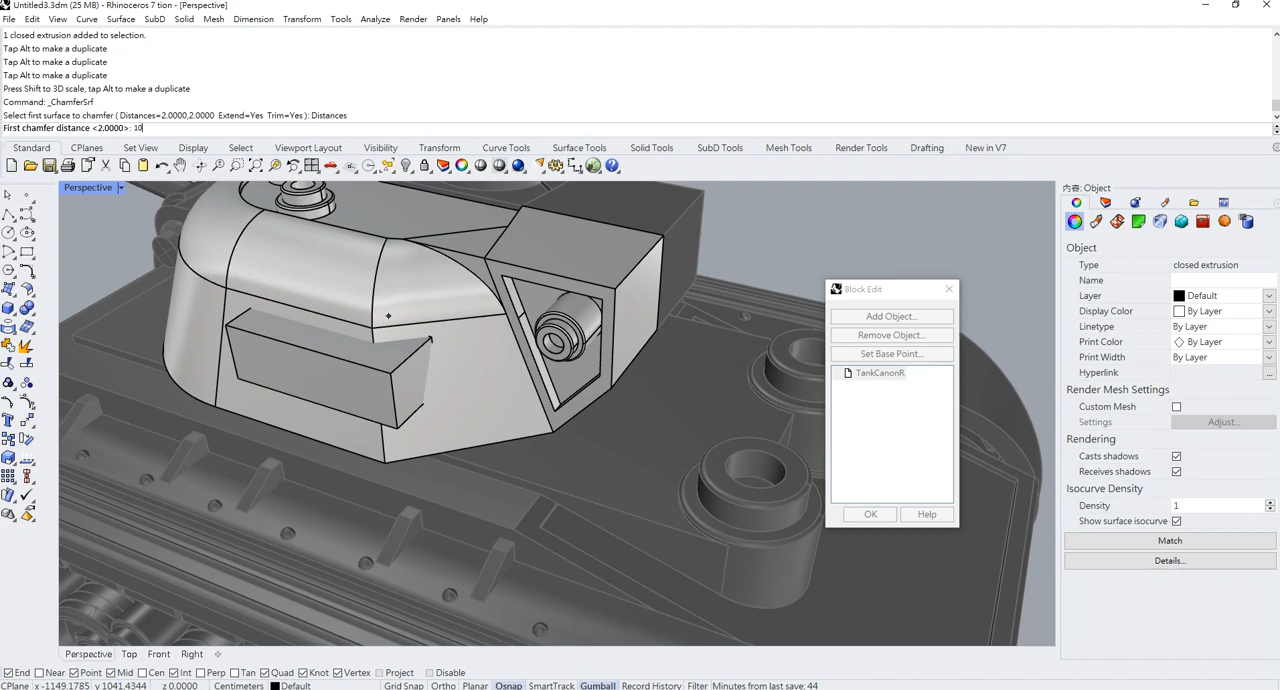 Untitled3.3dm (25 MB) - Rhinoceros 7 tion - [Perspective]
File Edit View Curve Surface SubD Solid Mesh Dimension Transform Tools Analyze Render Panels Help
1 closed extrusion added to selection.
Tap Alt to make a duplicate
Tap Alt to make a duplicate
Tap Alt to make a duplicate
Press Shift to 3D scale, tap Alt to make a duplicate
Command: _ChamferSrf
Select first surface to chamfer ( Distances=2.0000,2.0000 Extend=Yes Trim=Yes ): Distances
First chamfer distance <2.0000>: 10
Standard CPlanes Set View Display Select Viewport Layout Visibility Transform Curve Tools Surface Tools Solid Tools SubD Tools Mesh Tools Render Tools Drafting New in V7
Perspective
Block Edit
Add Object...
Remove Object...
Set Base Point...
TankCanonR
OK Help
內容: Object
Object
Type closed extrusion
Name
Layer Default
Display Color By Layer
Linetype By Layer
Print Color By Layer
Print Width By Layer
Hyperlink ...
Render Mesh Settings
Custom Mesh
Settings Adjust...
Rendering
Casts shadows
Receives shadows
Isocurve Density
Density 1
Show surface isocurve
Match
Details...
Perspective Top Front Right
End Near Point Mid Cen Int Perp Tan Quad Knot Vertex Project Disable
CPlane x -1149.1785 y 1041.4344 z 0.0000 Centimeters Default Grid Snap Ortho Planar Osnap SmartTrack Gumball Record History Filter Minutes from last save: 44